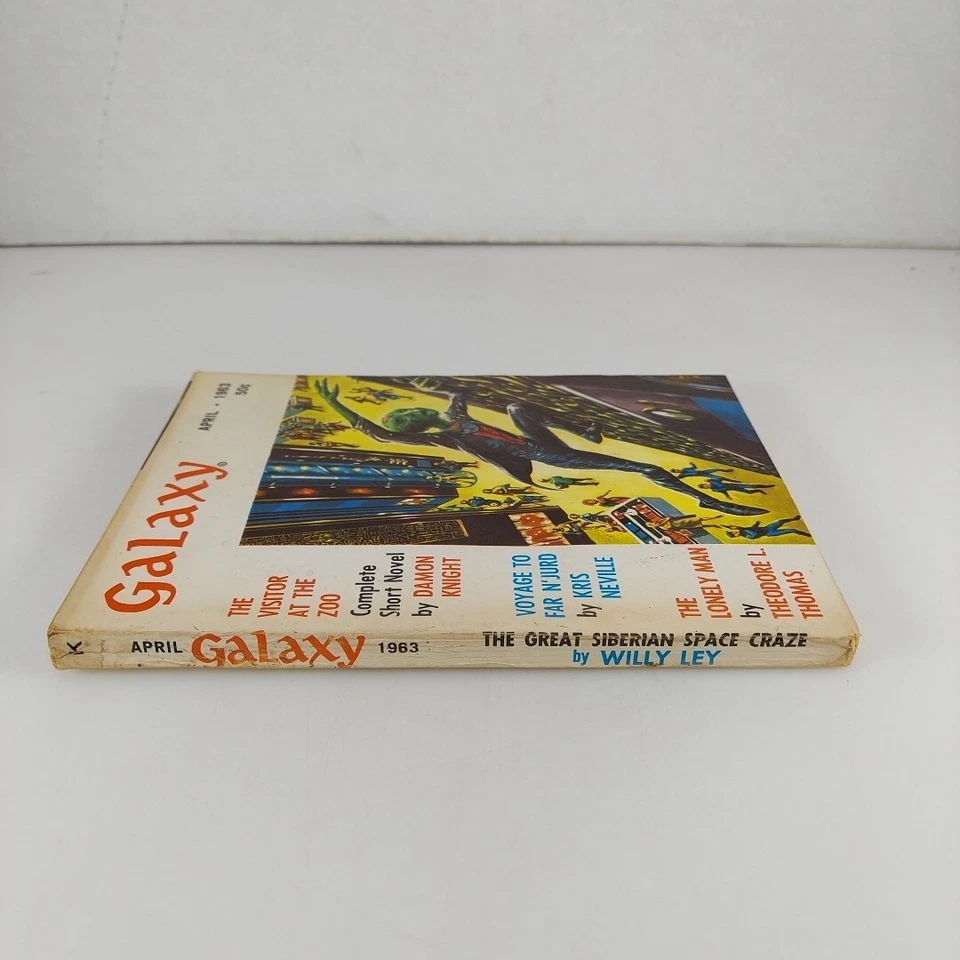 APRIL • 1963
50¢
Galaxy®
THE
VISITOR
AT THE
ZOO
Complete
Short Novel
by DAMON
KNIGHT
VOYAGE TO
FAR N'JURD
by KRIS
NEVILLE
THE
LONELY MAN
by
THEODORE L.
THOMAS
K
APRIL Galaxy 1963
THE GREAT SIBERIAN SPACE CRAZE
by WILLY LEY